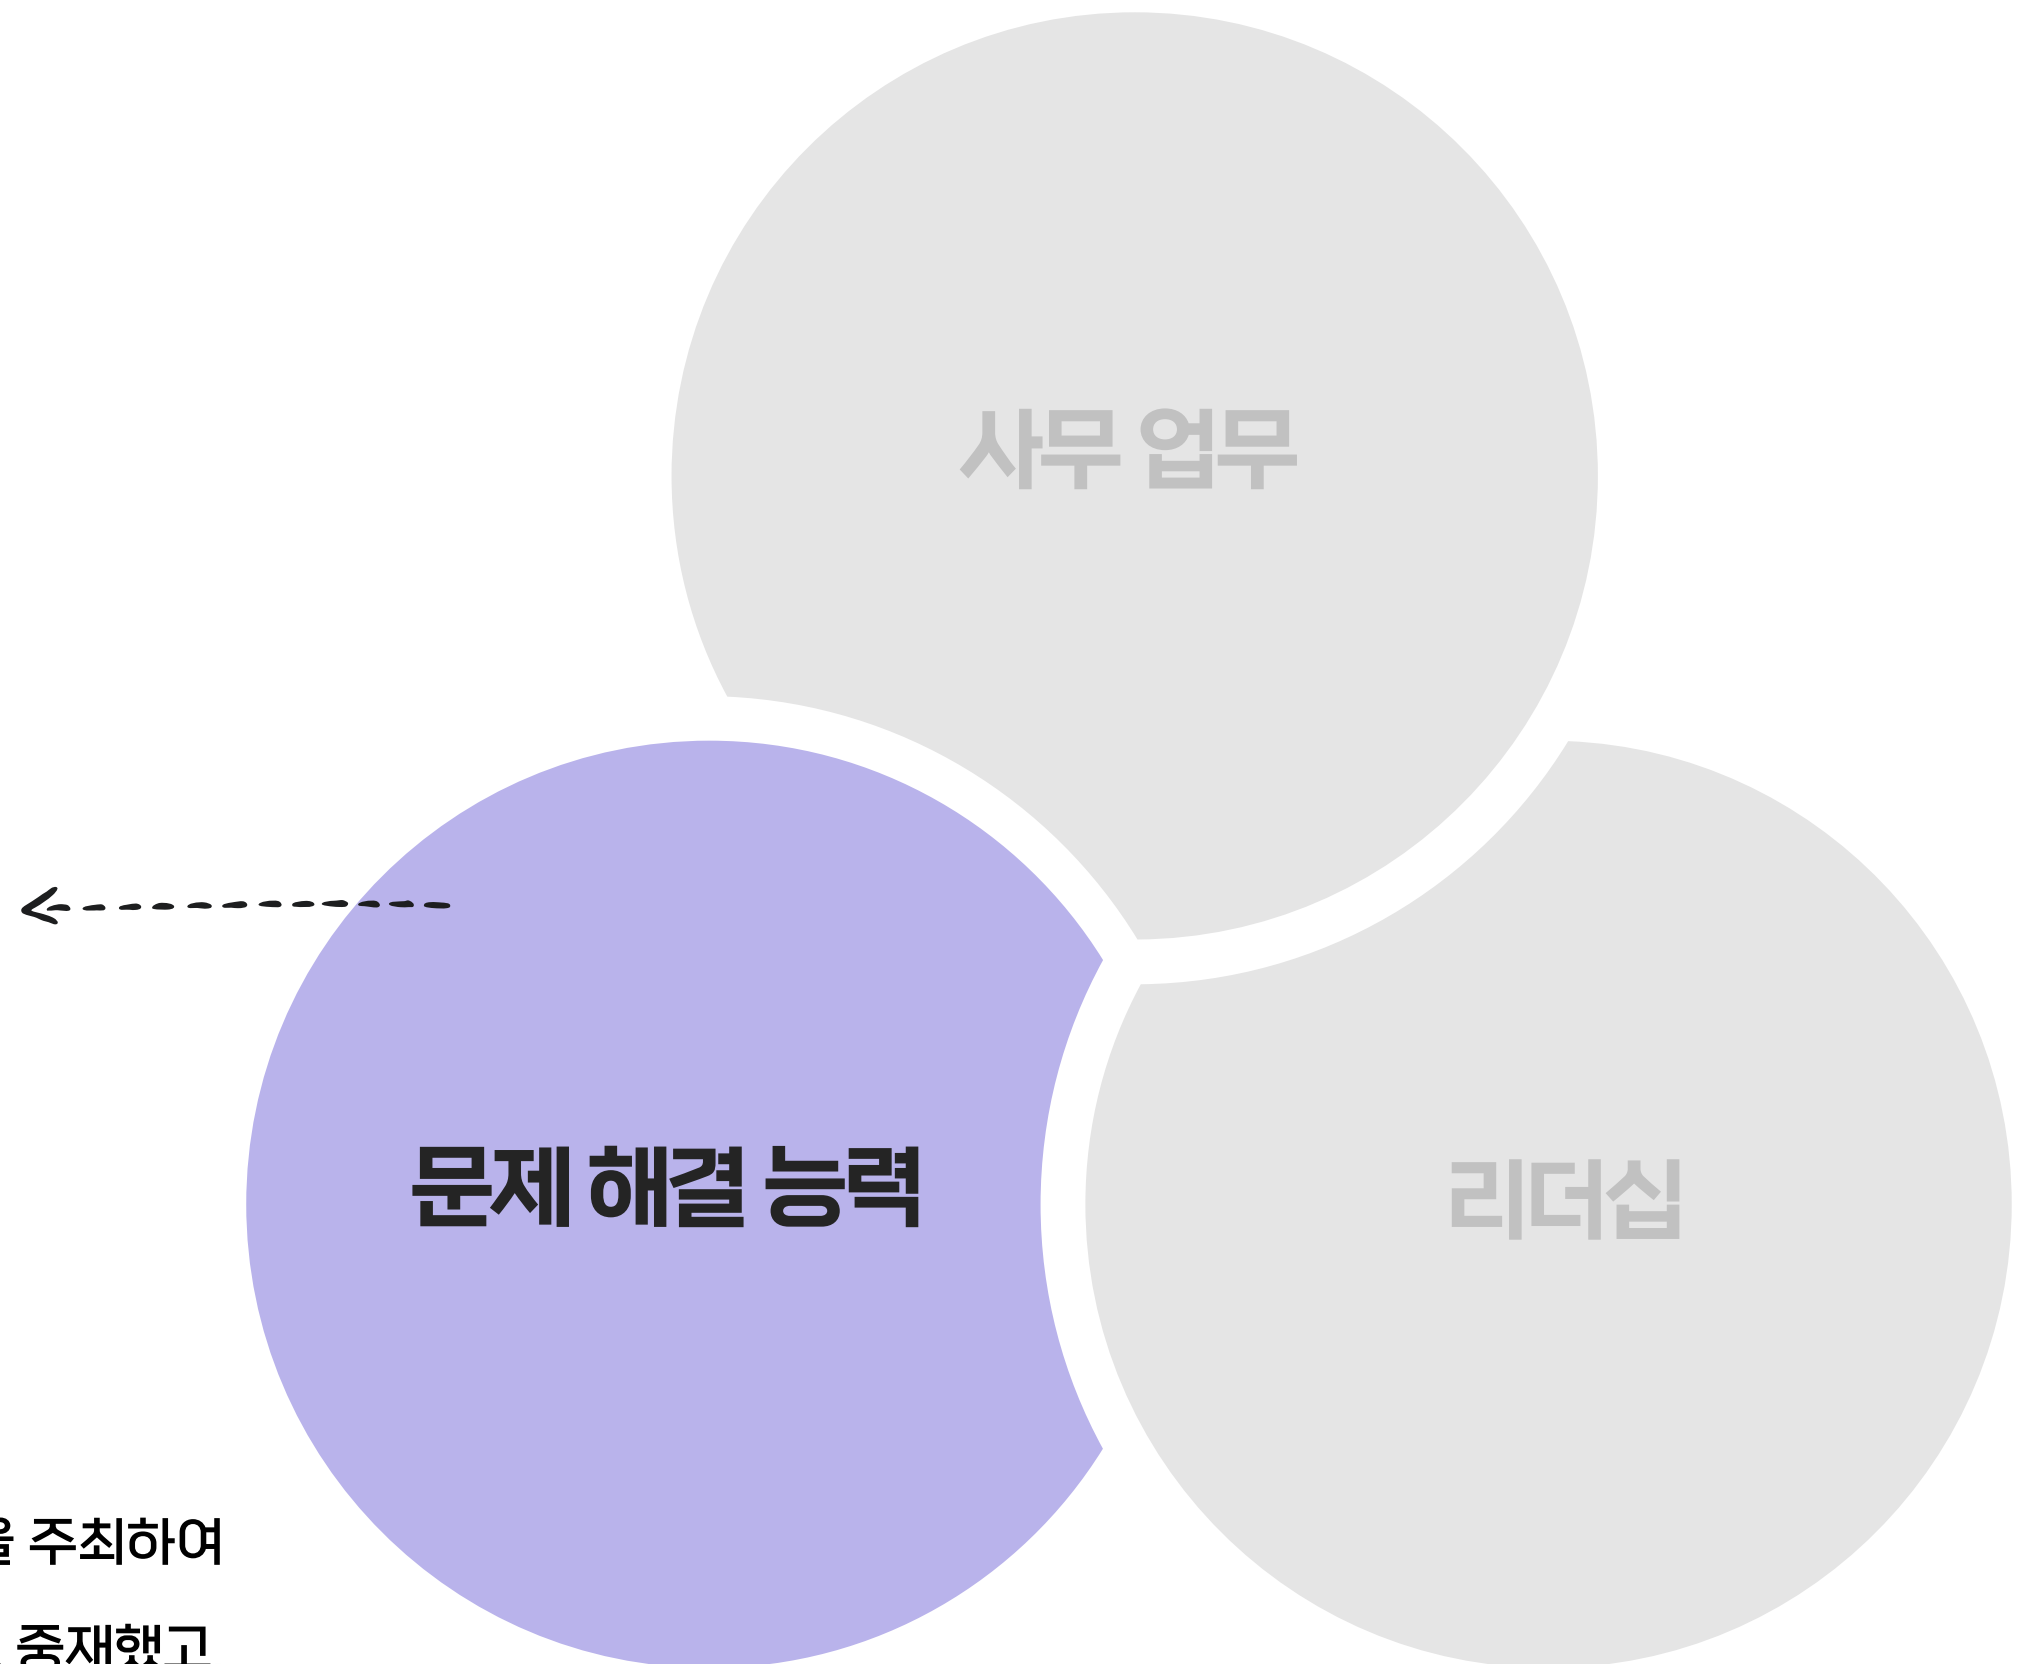 사무 업무
문제 해결 능력
리더십
주최하여
중재했고